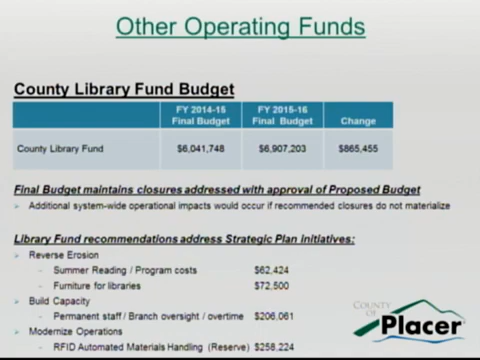 Other Operating Funds
County Library Fund Budget
FY 2014-15 Final Budget FY 2015-16 Final Budget Change
County Library Fund $6,041,748 $6,907,203 $865,455
Final Budget maintains closures addressed with approval of Proposed Budget
➢ Additional system-wide operational impacts would occur if recommended closures do not materialize
Library Fund recommendations address Strategic Plan initiatives:
➢ Reverse Erosion
- Summer Reading / Program costs $62,424
- Furniture for libraries $72,500
➢ Build Capacity
- Permanent staff / Branch oversight / overtime $206,061
➢ Modernize Operations
- RFID Automated Materials Handling (Reserve) $258,224
COUNTY OF Placer